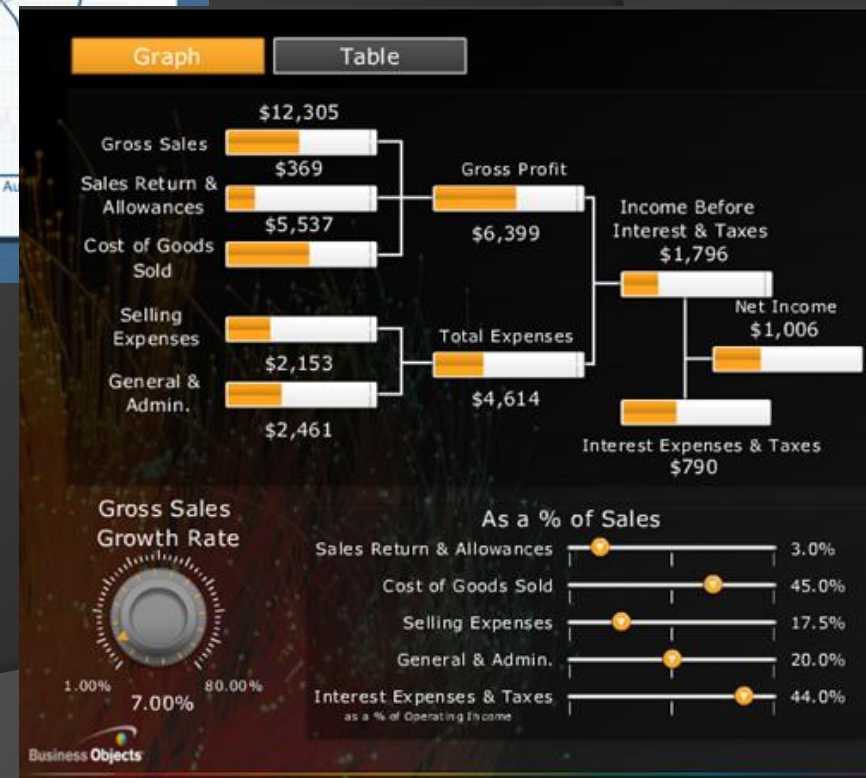 Au
Graph
Table
$12,305
Gross Sales
$369
Sales Return &
Allowances
$5,537
Cost of Goods
Sold
Gross Profit
$6,399
Selling
Expenses
$2,153
General &
Admin.
$2,461
Total Expenses
$4,614
Income Before
Interest & Taxes
$1,796
Net Income
$1,006
Interest Expenses & Taxes
$790
Gross Sales
Growth Rate
1.00%
80.00%
7.00%
As a % of Sales
Sales Return & Allowances 3.0%
Cost of Goods Sold 45.0%
Selling Expenses 17.5%
General & Admin. 20.0%
Interest Expenses & Taxes 44.0%
as a % of Operating Income
Business Objects